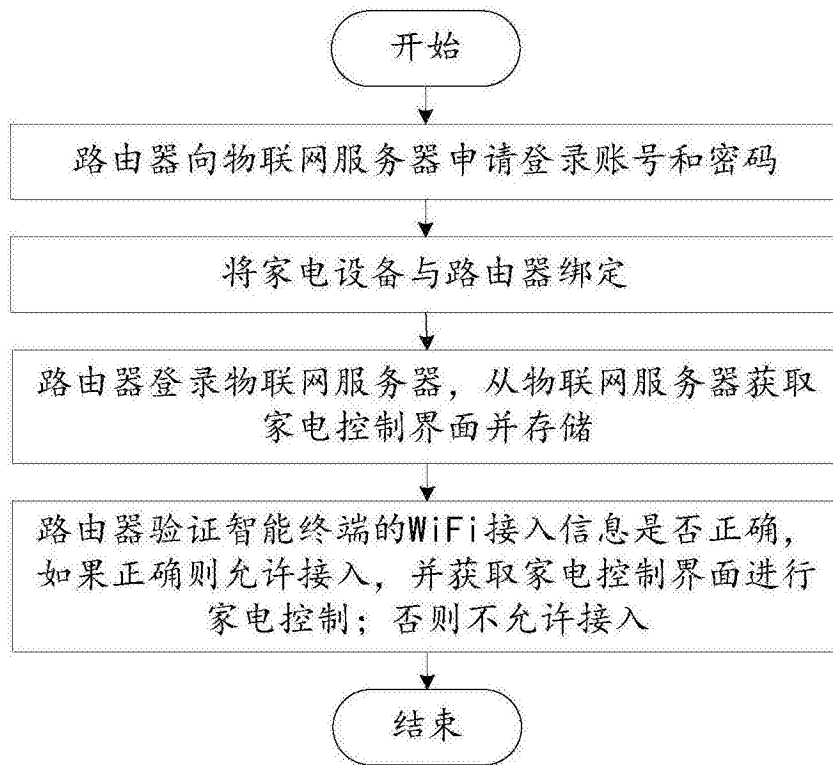 开始
路由器向物联网服务器申请登录账号和密码
将家电设备与路由器绑定
路由器登录物联网服务器，从物联网服务器获取
家电控制界面并存储
路由器验证智能终端的WiFi接入信息是否正确，
如果正确则允许接入，并获取家电控制界面进行
家电控制；否则不允许接入
结束